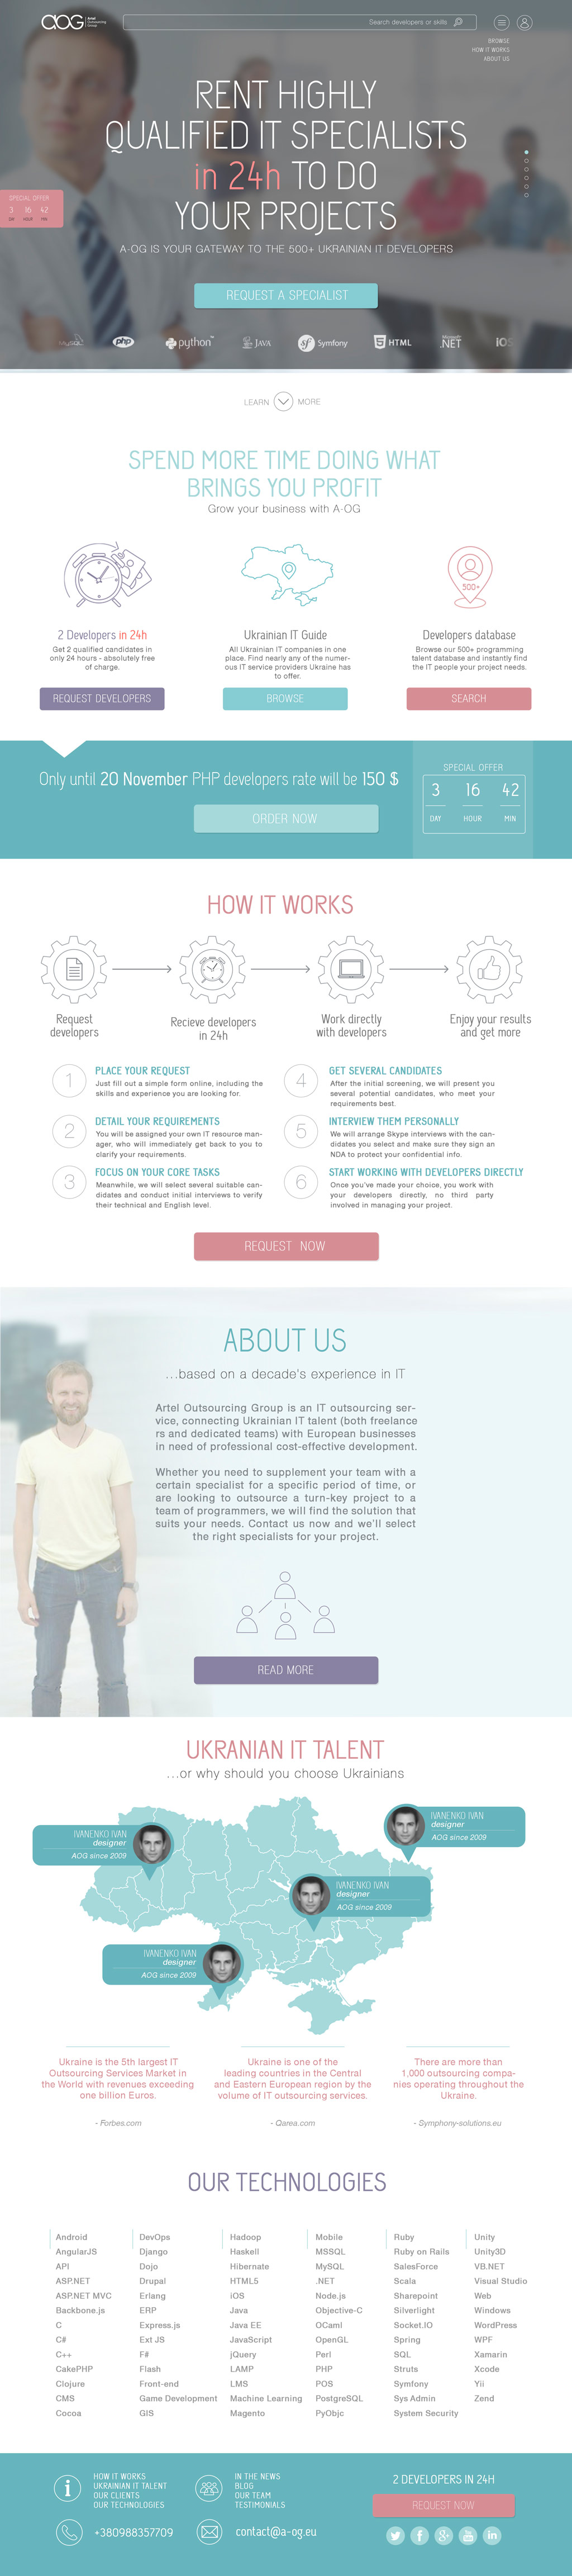 AOG Artel
Outsourcing
Group
Search developers or skills
BROWSE
HOW IT WORKS
ABOUT US
RENT HIGHLY
QUALIFIED IT SPECIALISTS
in 24h TO DO
YOUR PROJECTS
SPECIAL OFFER
3 16 42
DAY HOUR MIN
A-OG IS YOUR GATEWAY TO THE 500+ UKRAINIAN IT DEVELOPERS
REQUEST A SPECIALIST
MySQL php python JAVA sf Symfony HTML Microsoft .NET iOS
LEARN MORE
SPEND MORE TIME DOING WHAT
BRINGS YOU PROFIT
Grow your business with A-OG
500+
2 Developers in 24h
Get 2 qualified candidates in
only 24 hours - absolutely free
of charge.
REQUEST DEVELOPERS
Ukrainian IT Guide
All Ukrainian IT companies in one
place. Find nearly any of the numer-
ous IT service providers Ukraine has
to offer.
BROWSE
Developers database
Browse our 500+ programming
talent database and instantly find
the IT people your project needs.
SEARCH
Only until 20 November PHP developers rate will be 150 $
ORDER NOW
SPECIAL OFFER
3 16 42
DAY HOUR MIN
HOW IT WORKS
Request
developers
Recieve developers
in 24h
Work directly
with developers
Enjoy your results
and get more
1
PLACE YOUR REQUEST
Just fill out a simple form online, including the
skills and experience you are looking for.
2
DETAIL YOUR REQUIREMENTS
You will be assigned your own IT resource man-
ager, who will immediately get back to you to
clarify your requirements.
3
FOCUS ON YOUR CORE TASKS
Meanwhile, we will select several suitable can-
didates and conduct initial interviews to verify
their technical and English level.
4
GET SEVERAL CANDIDATES
After the initial screening, we will present you
several potential candidates, who meet your
requirements best.
5
INTERVIEW THEM PERSONALLY
We will arrange Skype interviews with the can-
didates you select and make sure they sign an
NDA to protect your confidential info.
6
START WORKING WITH DEVELOPERS DIRECTLY
Once you've made your choice, you work with
your developers directly, no third party
involved in managing your project.
REQUEST NOW
ABOUT US
...based on a decade's experience in IT
Artel Outsourcing Group is an IT outsourcing ser-
vice, connecting Ukrainian IT talent (both freelance
rs and dedicated teams) with European businesses
in need of professional cost-effective development.
Whether you need to supplement your team with a
certain specialist for a specific period of time, or
are looking to outsource a turn-key project to a
team of programmers, we will find the solution that
suits your needs. Contact us now and we'll select
the right specialists for your project.
READ MORE
UKRANIAN IT TALENT
...or why should you choose Ukrainians
IVANENKO IVAN
designer
AOG since 2009
IVANENKO IVAN
designer
AOG since 2009
IVANENKO IVAN
designer
AOG since 2009
IVANENKO IVAN
designer
AOG since 2009
Ukraine is the 5th largest IT
Outsourcing Services Market in
the World with revenues exceeding
one billion Euros.
- Forbes.com
Ukraine is one of the
leading countries in the Central
and Eastern European region by the
volume of IT outsourcing services.
- Qarea.com
There are more than
1,000 outsourcing compa-
nies operating throughout the
Ukraine.
- Symphony-solutions.eu
OUR TECHNOLOGIES
Android
AngularJS
API
ASP.NET
ASP.NET MVC
Backbone.js
C
C#
C++
CakePHP
Clojure
CMS
Cocoa
DevOps
Django
Dojo
Drupal
Erlang
ERP
Express.js
Ext JS
F#
Flash
Front-end
Game Development
GIS
Hadoop
Haskell
Hibernate
HTML5
iOS
Java
Java EE
JavaScript
jQuery
LAMP
LMS
Machine Learning
Magento
Mobile
MSSQL
MySQL
.NET
Node.js
Objective-C
OCaml
OpenGL
Perl
PHP
POS
PostgreSQL
PyObjc
Ruby
Ruby on Rails
SalesForce
Scala
Sharepoint
Silverlight
Socket.IO
Spring
SQL
Struts
Symfony
Sys Admin
System Security
Unity
Unity3D
VB.NET
Visual Studio
Web
Windows
WordPress
WPF
Xamarin
Xcode
Yii
Zend
HOW IT WORKS
UKRAINIAN IT TALENT
OUR CLIENTS
OUR TECHNOLOGIES
IN THE NEWS
BLOG
OUR TEAM
TESTIMONIALS
2 DEVELOPERS IN 24H
REQUEST NOW
+380988357709
contact@a-og.eu